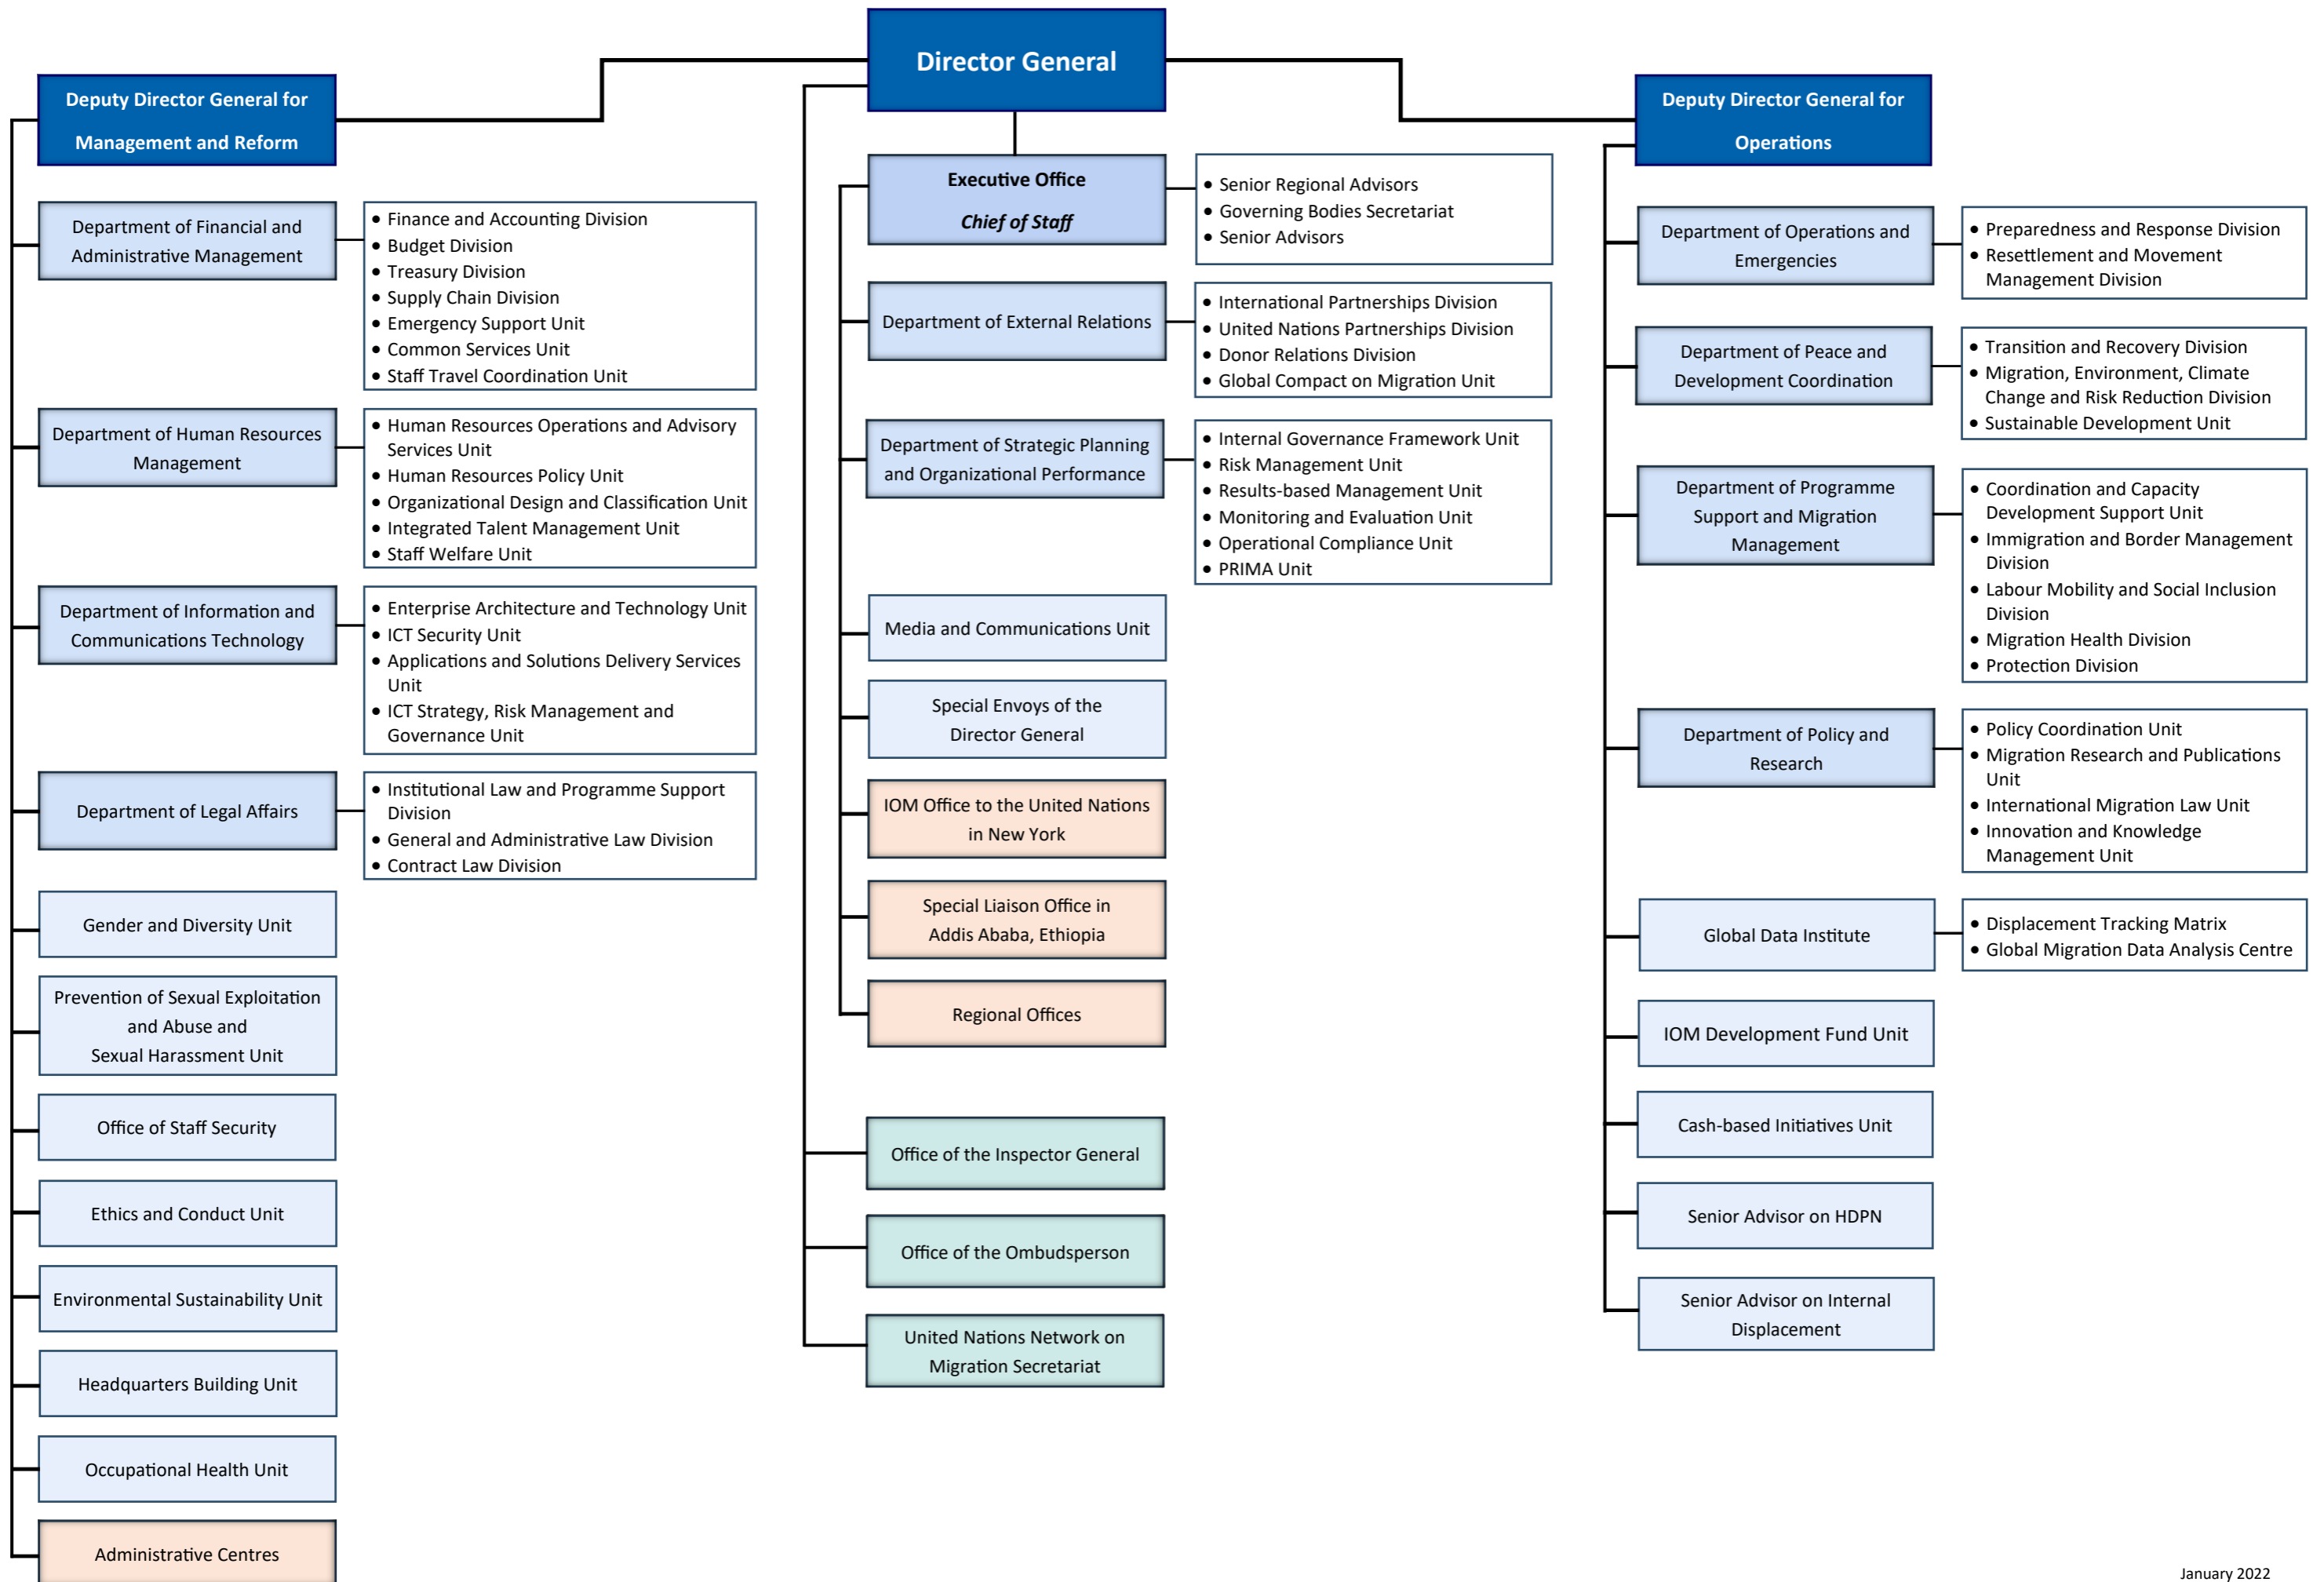 Director General
Deputy Director General for
Management and Reform
Department of Financial and
Administrative Management
• Finance and Accounting Division
• Budget Division
• Treasury Division
• Supply Chain Division
• Emergency Support Unit
• Common Services Unit
• Staff Travel Coordination Unit
Department of Human Resources
Management
• Human Resources Operations and Advisory
Services Unit
• Human Resources Policy Unit
• Organizational Design and Classification Unit
• Integrated Talent Management Unit
• Staff Welfare Unit
Department of Information and
Communications Technology
• Enterprise Architecture and Technology Unit
• ICT Security Unit
• Applications and Solutions Delivery Services
Unit
• ICT Strategy, Risk Management and
Governance Unit
Department of Legal Affairs
• Institutional Law and Programme Support
Division
• General and Administrative Law Division
• Contract Law Division
Gender and Diversity Unit
Prevention of Sexual Exploitation
and Abuse and
Sexual Harassment Unit
Office of Staff Security
Ethics and Conduct Unit
Environmental Sustainability Unit
Headquarters Building Unit
Occupational Health Unit
Administrative Centres
Executive Office
Chief of Staff
• Senior Regional Advisors
• Governing Bodies Secretariat
• Senior Advisors
Department of External Relations
• International Partnerships Division
• United Nations Partnerships Division
• Donor Relations Division
• Global Compact on Migration Unit
Department of Strategic Planning
and Organizational Performance
• Internal Governance Framework Unit
• Risk Management Unit
• Results-based Management Unit
• Monitoring and Evaluation Unit
• Operational Compliance Unit
• PRIMA Unit
Media and Communications Unit
Special Envoys of the
Director General
IOM Office to the United Nations
in New York
Special Liaison Office in
Addis Ababa, Ethiopia
Regional Offices
Office of the Inspector General
Office of the Ombudsperson
United Nations Network on
Migration Secretariat
Deputy Director General for
Operations
Department of Operations and
Emergencies
• Preparedness and Response Division
• Resettlement and Movement
Management Division
Department of Peace and
Development Coordination
• Transition and Recovery Division
• Migration, Environment, Climate
Change and Risk Reduction Division
• Sustainable Development Unit
Department of Programme
Support and Migration
Management
• Coordination and Capacity
Development Support Unit
• Immigration and Border Management
Division
• Labour Mobility and Social Inclusion
Division
• Migration Health Division
• Protection Division
Department of Policy and
Research
• Policy Coordination Unit
• Migration Research and Publications
Unit
• International Migration Law Unit
• Innovation and Knowledge
Management Unit
Global Data Institute
• Displacement Tracking Matrix
• Global Migration Data Analysis Centre
IOM Development Fund Unit
Cash-based Initiatives Unit
Senior Advisor on HDPN
Senior Advisor on Internal
Displacement
January 2022